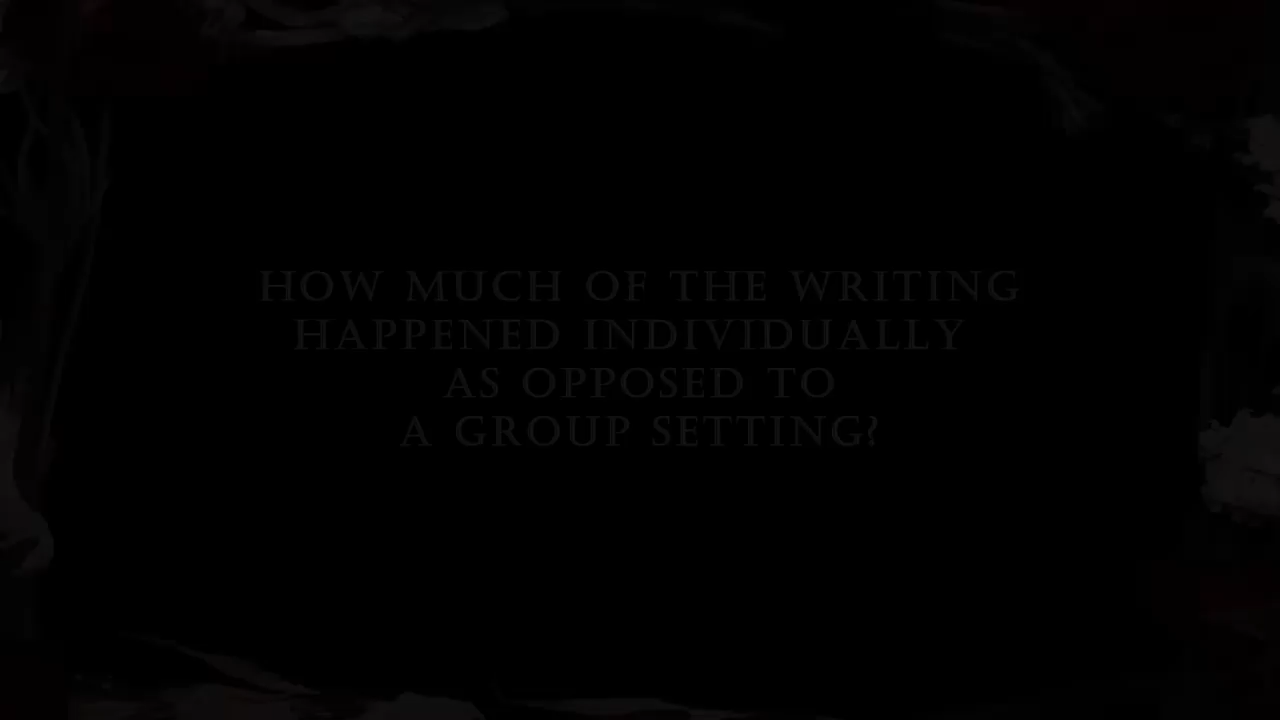 HOW MUCH OF THE WRITING
HAPPENED INDIVIDUALLY
AS OPPOSED TO
A GROUP SETTING?